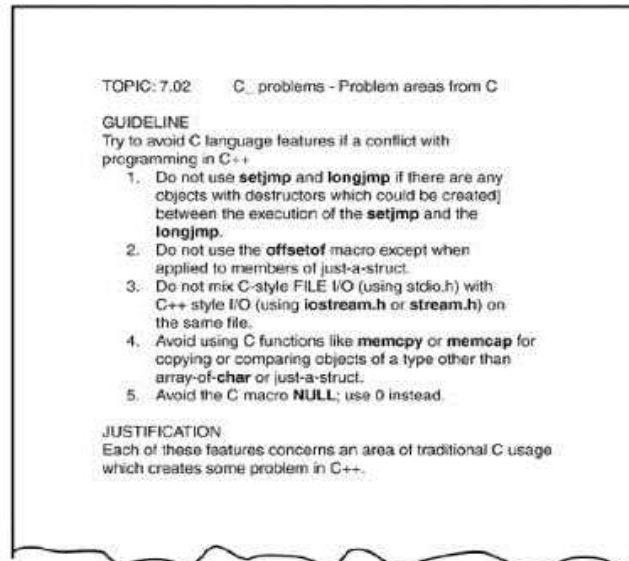 TOPIC: 7.02 C_ problems - Problem areas from C
GUIDELINE
Try to avoid C language features if a conflict with
programming in C++
1. Do not use setjmp and longjmp if there are any
objects with destructors which could be created]
between the execution of the setjmp and the
longjmp.
2. Do not use the offsetof macro except when
applied to members of just-a-struct.
3. Do not mix C-style FILE I/O (using stdio.h) with
C++ style I/O (using iostream.h or stream.h) on
the same file.
4. Avoid using C functions like memcpy or memcap for
copying or comparing objects of a type other than
array-of-char or just-a-struct.
5. Avoid the C macro NULL; use 0 instead.
JUSTIFICATION
Each of these features concerns an area of traditional C usage
which creates some problem in C++.